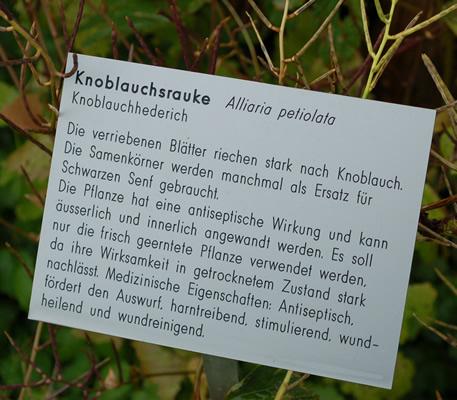 Knoblauchsrauke Alliaria petiolata
Knoblauchhederich
Die verriebenen Blätter riechen stark nach Knoblauch.
Die Samenkörner werden manchmal als Ersatz für
Schwarzen Senf gebraucht.
Die Pflanze hat eine antiseptische Wirkung und kann
äusserlich und innerlich angewandt werden. Es soll
nur die frisch geerntete Pflanze verwendet werden,
da ihre Wirksamkeit in getrocknetem Zustand stark
nachlässt. Medizinische Eigenschaften: Antiseptisch,
fördert den Auswurf, harntreibend, stimulierend, wund-
heilend und wundreinigend.